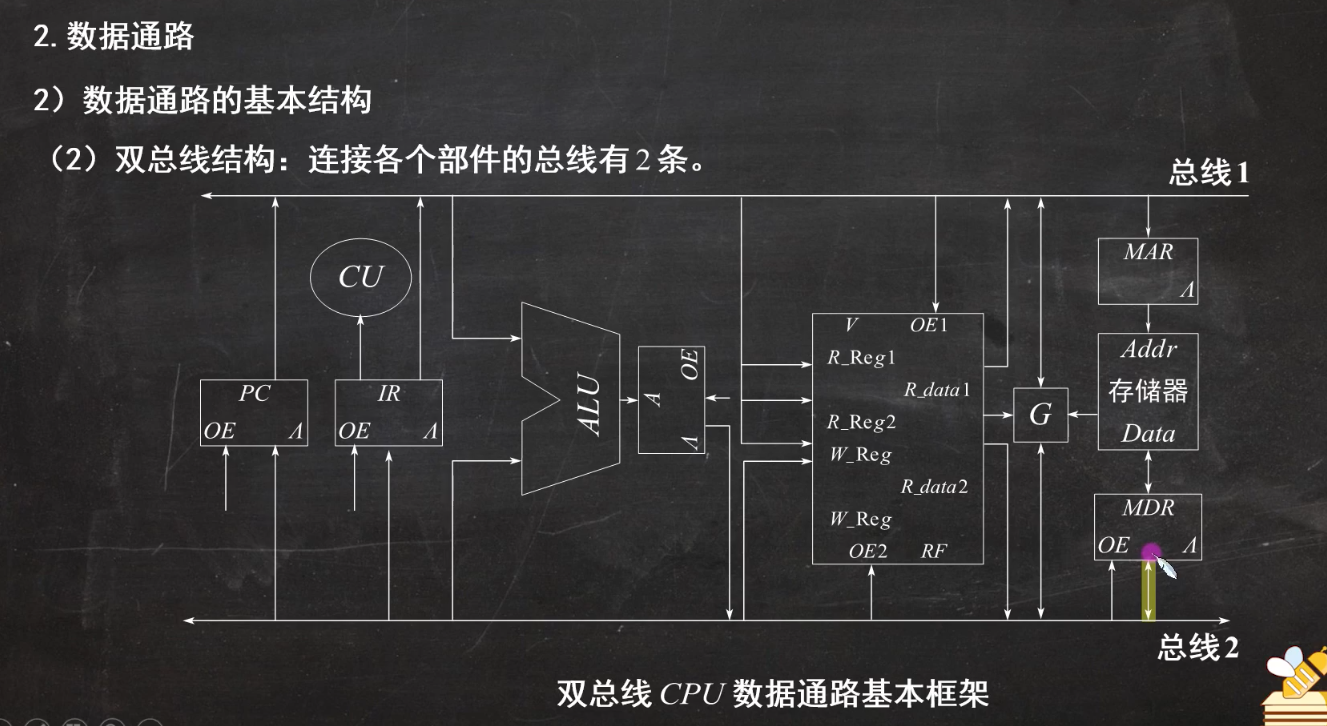 2. 数据通路
2）数据通路的基本结构
（2）双总线结构：连接各个部件的总线有2条。
总线1
CU
MAR
Λ
PC
OE Λ
IR
OE Λ
ALU
A OE
Λ
V OE1
R_Reg1
R_data1
R_Reg2
W_Reg
R_data2
W_Reg
OE2 RF
G
Addr
存储器
Data
MDR
OE Λ
总线2
双总线CPU数据通路基本框架